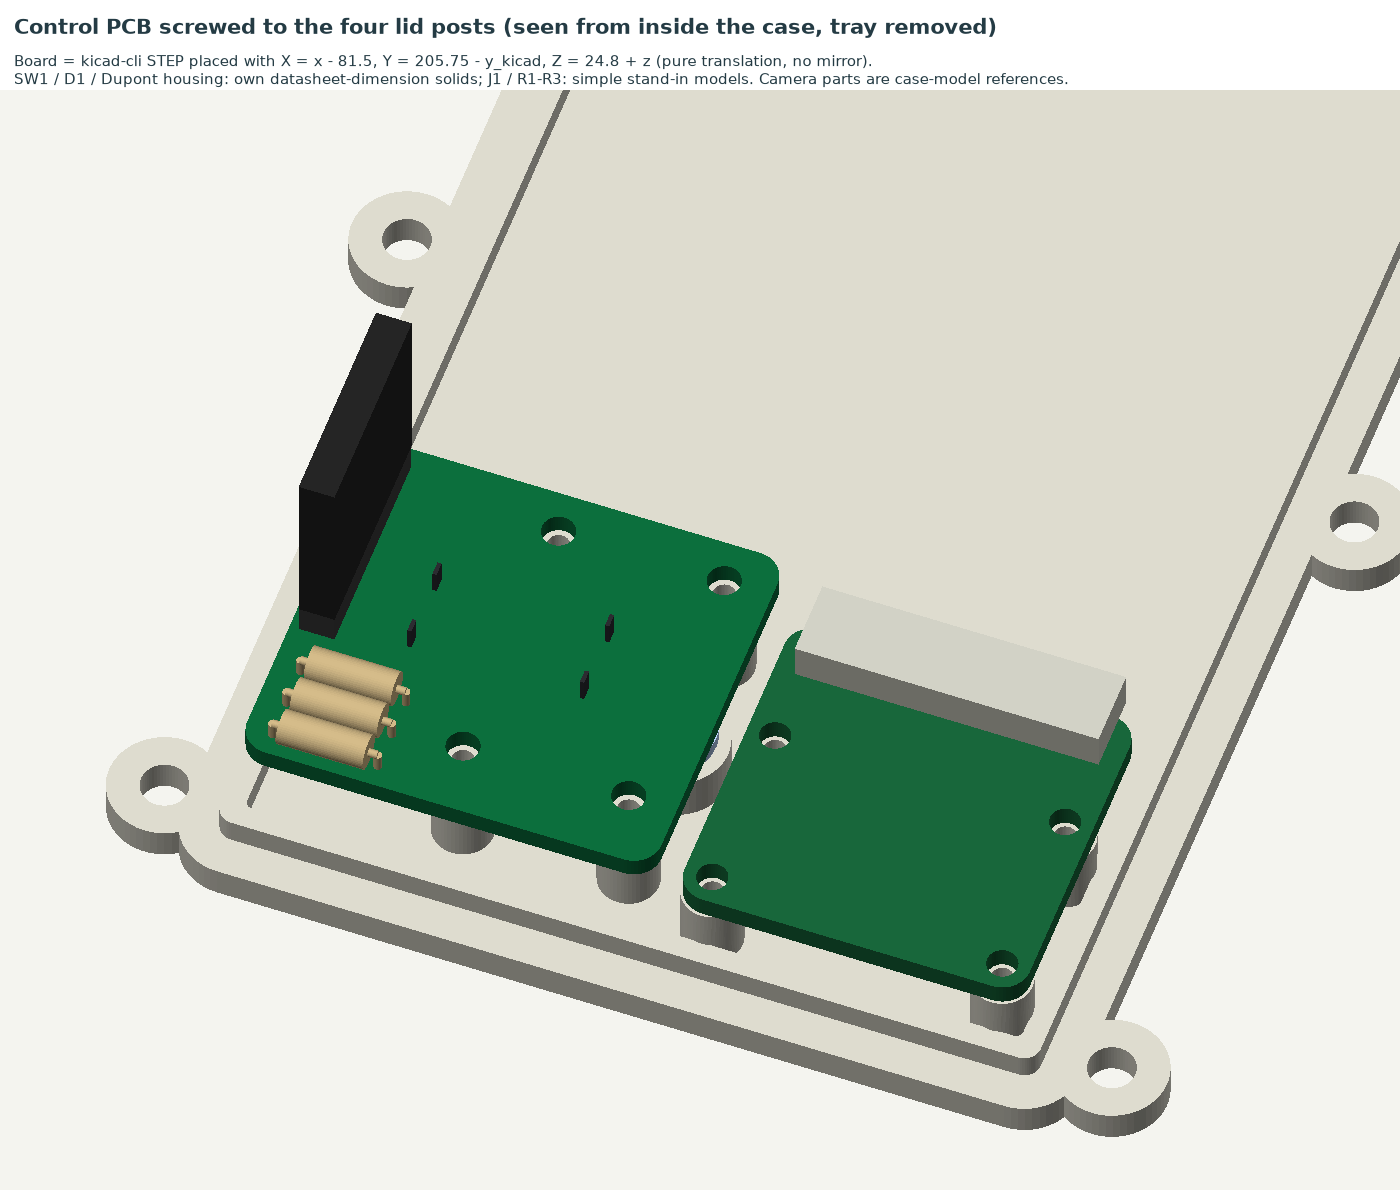 Control PCB screwed to the four lid posts (seen from inside the case, tray removed)
Board = kicad-cli STEP placed with X = x - 81.5, Y = 205.75 - y_kicad, Z = 24.8 + z (pure translation, no mirror).
SW1 / D1 / Dupont housing: own datasheet-dimension solids; J1 / R1-R3: simple stand-in models. Camera parts are case-model references.